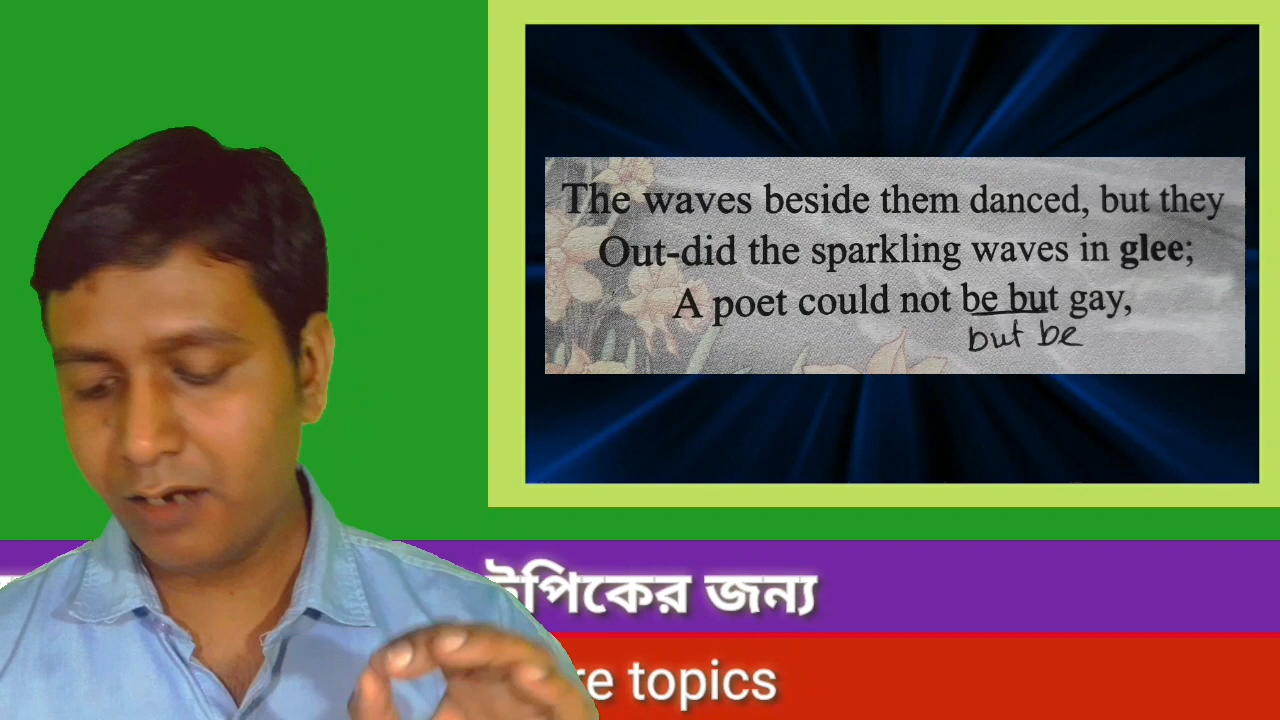 The waves beside them danced, but they
Out-did the sparkling waves in glee;
A poet could not be but gay,
but be
টপিকের জন্য
topics